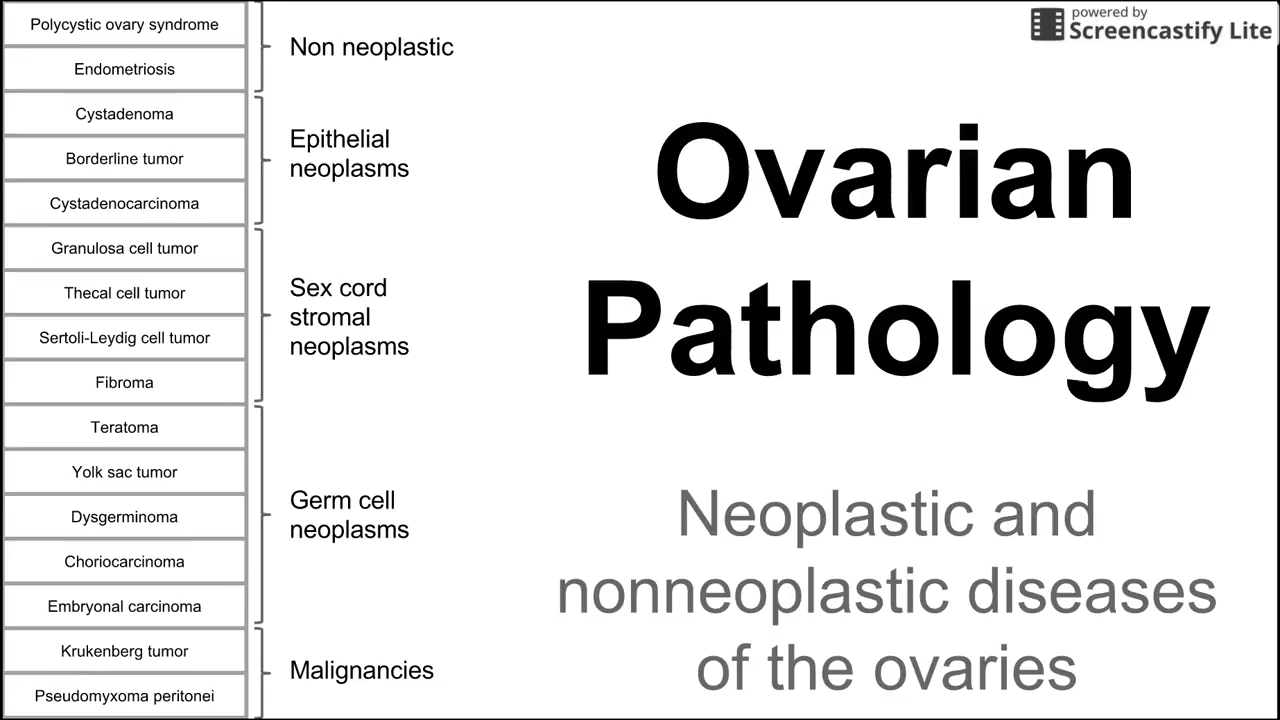 Polycystic ovary syndrome
Endometriosis
Cystadenoma
Borderline tumor
Cystadenocarcinoma
Granulosa cell tumor
Thecal cell tumor
Sertoli-Leydig cell tumor
Fibroma
Teratoma
Yolk sac tumor
Dysgerminoma
Choriocarcinoma
Embryonal carcinoma
Krukenberg tumor
Pseudomyxoma peritonei
Non neoplastic
Epithelial
neoplasms
Sex cord
stromal
neoplasms
Germ cell
neoplasms
Malignancies
powered by
Screencastify Lite
Ovarian
Pathology
Neoplastic and
nonneoplastic diseases
of the ovaries